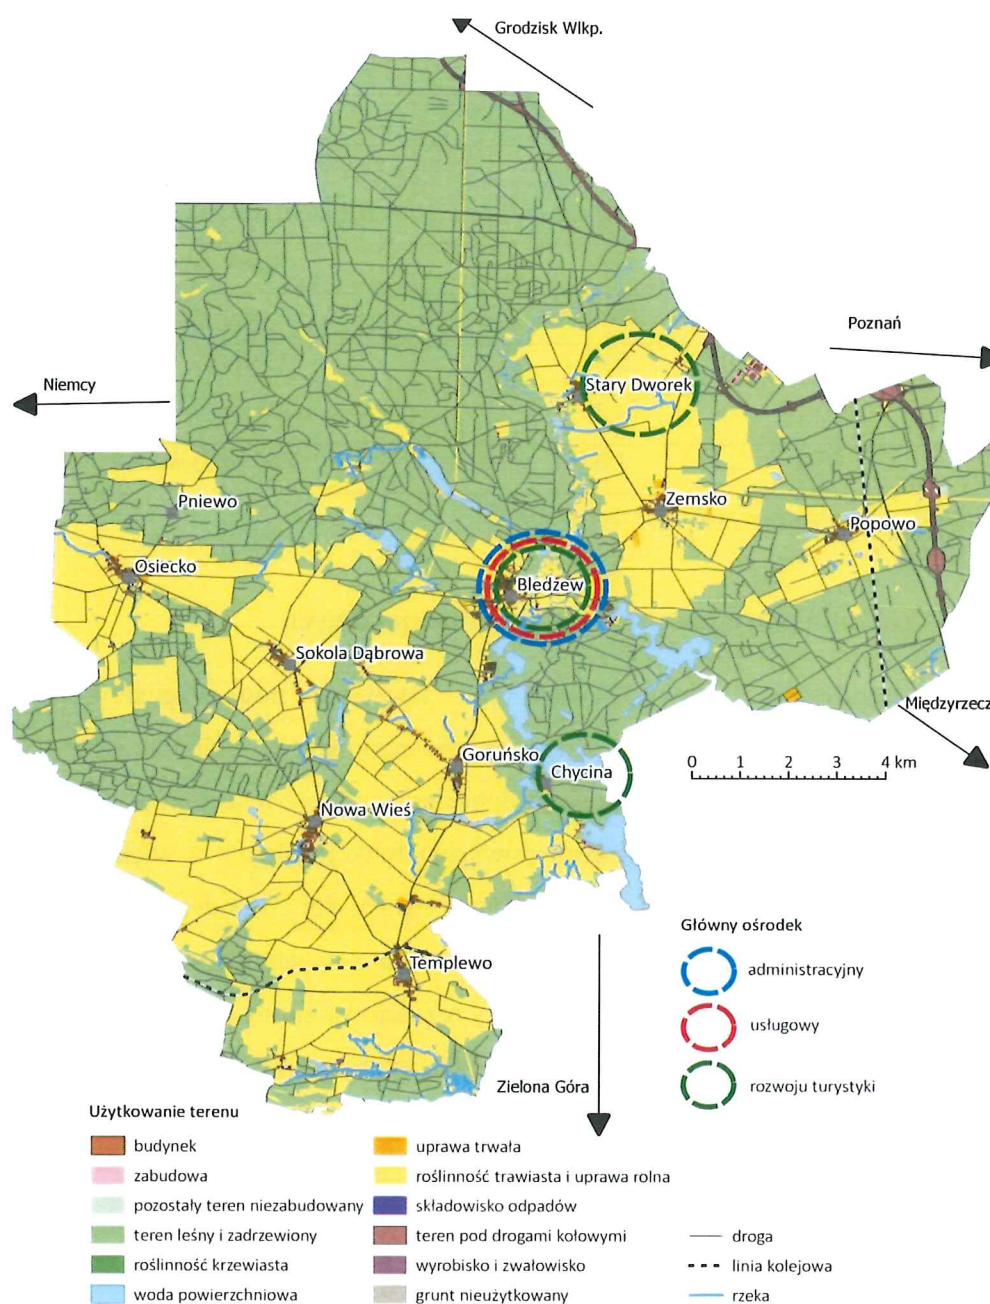 Grodzisk Wlkp.
Poznań
Niemcy
Stary Dworek
Pniewo
Zemsko
Popowo
Osiecko
Bledzew
Sokola Dąbrowa
Międzyrzecz
Goruńsko
Chycina
0 1 2 3 4 km
Nowa Wieś
Główny ośrodek
Templewo
administracyjny
usługowy
Zielona Góra
rozwoju turystyki
Użytkowanie terenu
budynek
uprawa trwała
zabudowa
roślinność trawiasta i uprawa rolna
pozostały teren niezabudowany
składowisko odpadów
teren leśny i zadrzewiony
teren pod drogami kołowymi
droga
roślinność krzewiasta
wyrobisko i zwałowisko
linia kolejowa
woda powierzchniowa
grunt nieużytkowany
rzeka